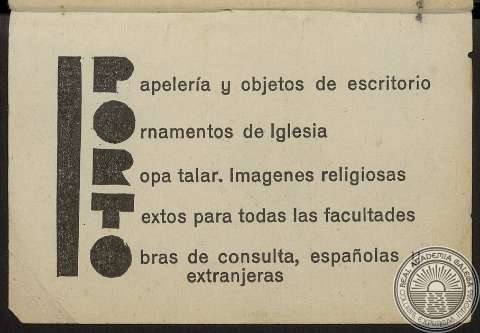 Papelería y objetos de escritorio
Ornamentos de Iglesia
Ropa talar. Imagenes religiosas
Textos para todas las facultades
Obras de consulta, españolas y
extranjeras
REAL ACADEMIA GALEGA